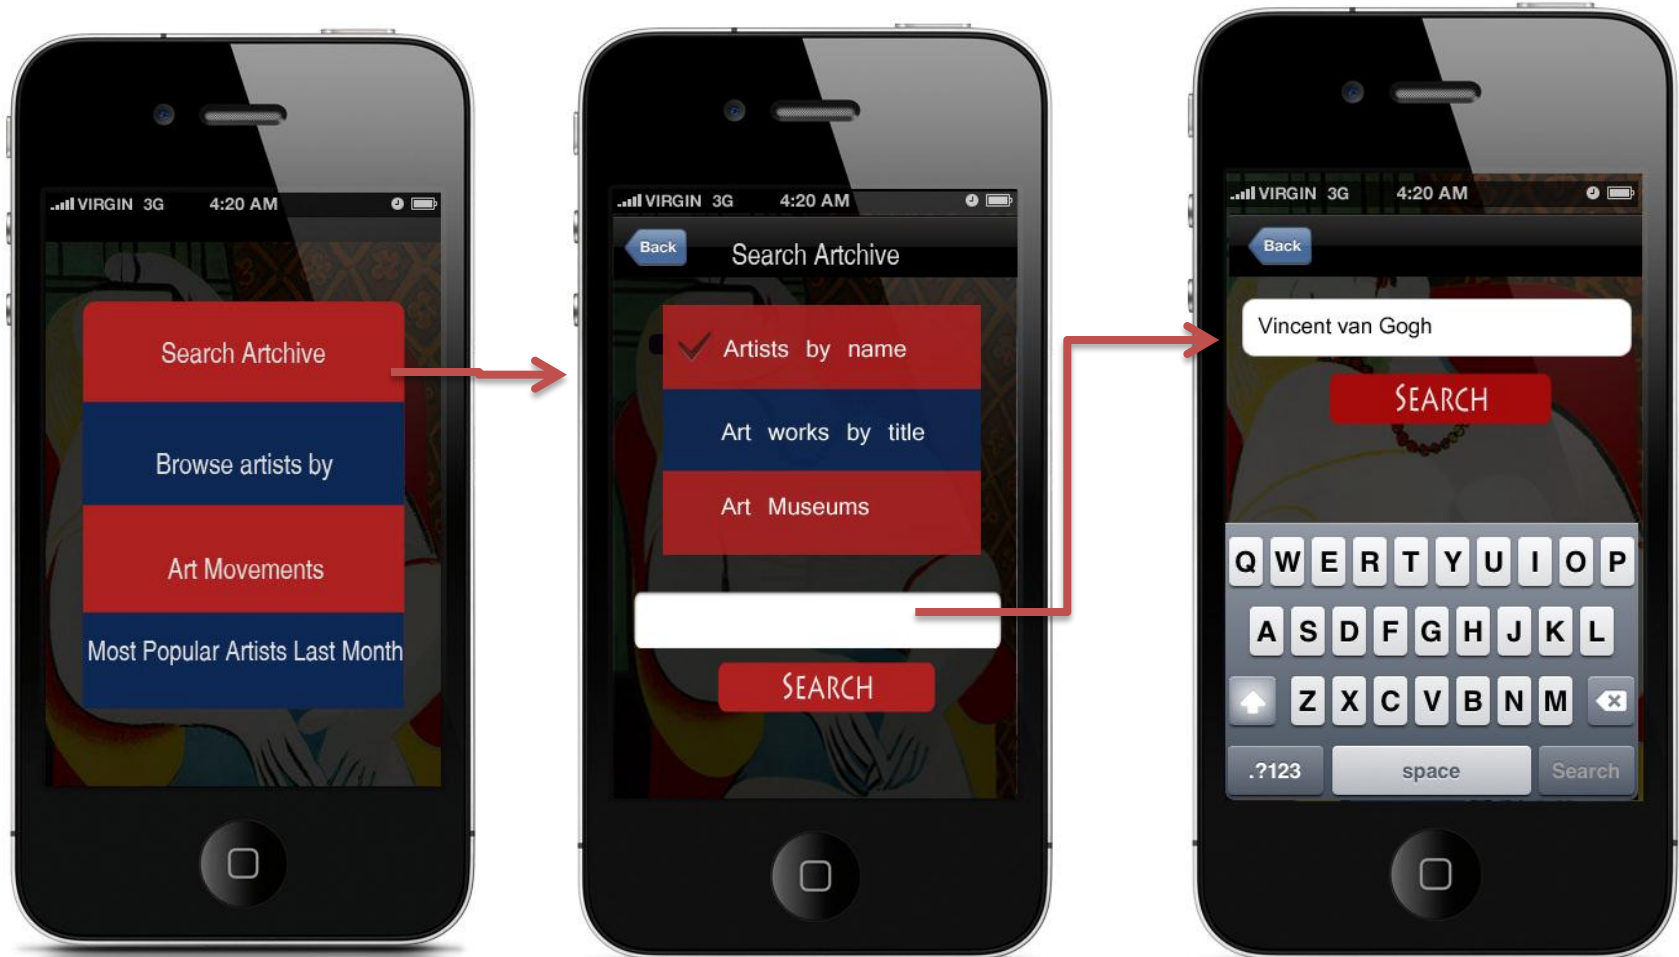 VIRGIN 3G 4:20 AM
Search Artchive
Browse artists by
Art Movements
Most Popular Artists Last Month
VIRGIN 3G 4:20 AM
Back
Search Artchive
Artists by name
Art works by title
Art Museums
SEARCH
VIRGIN 3G 4:20 AM
Back
Vincent van Gogh
SEARCH
Q W E R T Y U I O P
A S D F G H J K L
Z X C V B N M
.?123 space Search